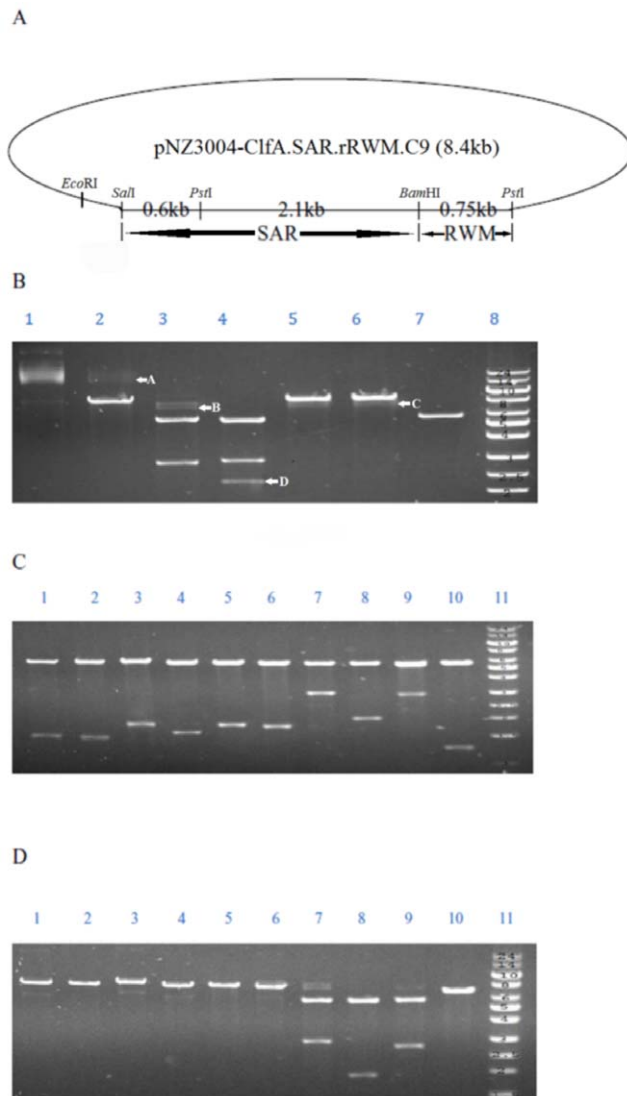 A
pNZ3004-ClfA.SAR.rRWM.C9 (8.4kb)
EcoRI SalI PstI BamHI PstI
0.6kb 2.1kb 0.75kb
SAR RWM
B
1 2 3 4 5 6 7 8
A
B
C
D
C
1 2 3 4 5 6 7 8 9 10 11
D
1 2 3 4 5 6 7 8 9 10 11